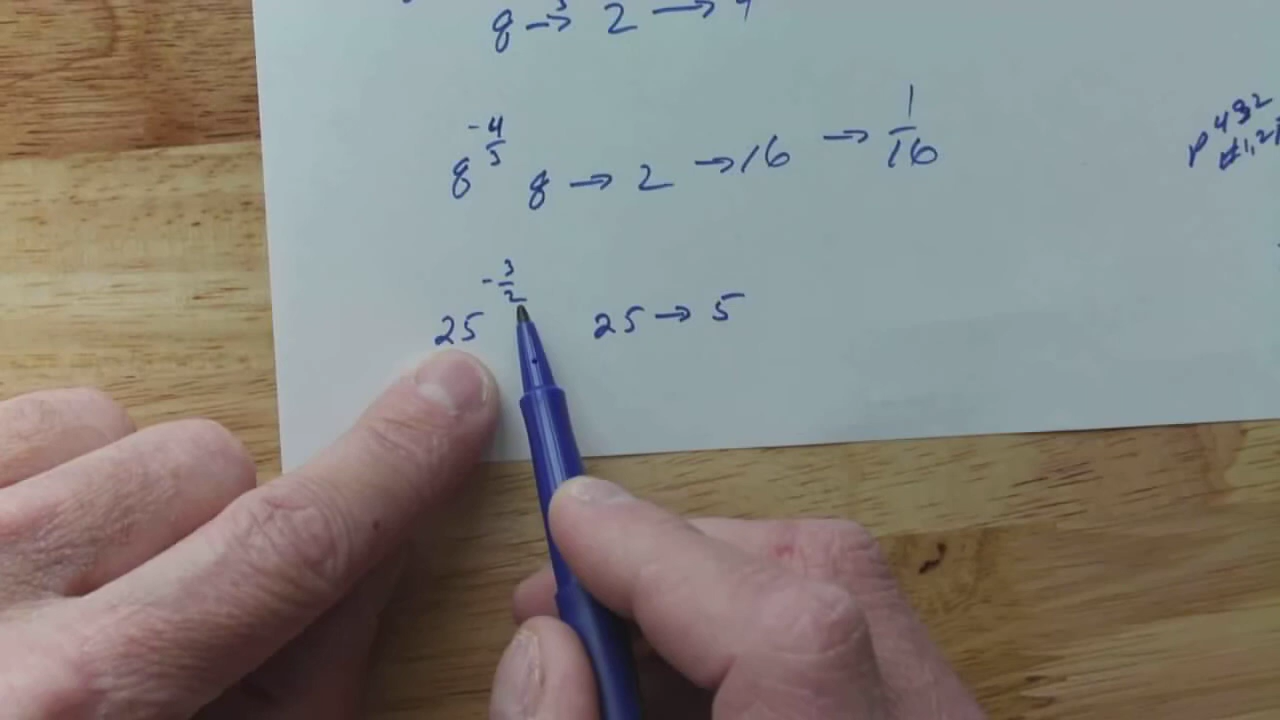 8 → 2 →
8^{-4/5} 8 → 2 → 16 → 1/16
25^{-3/2} 25 → 5